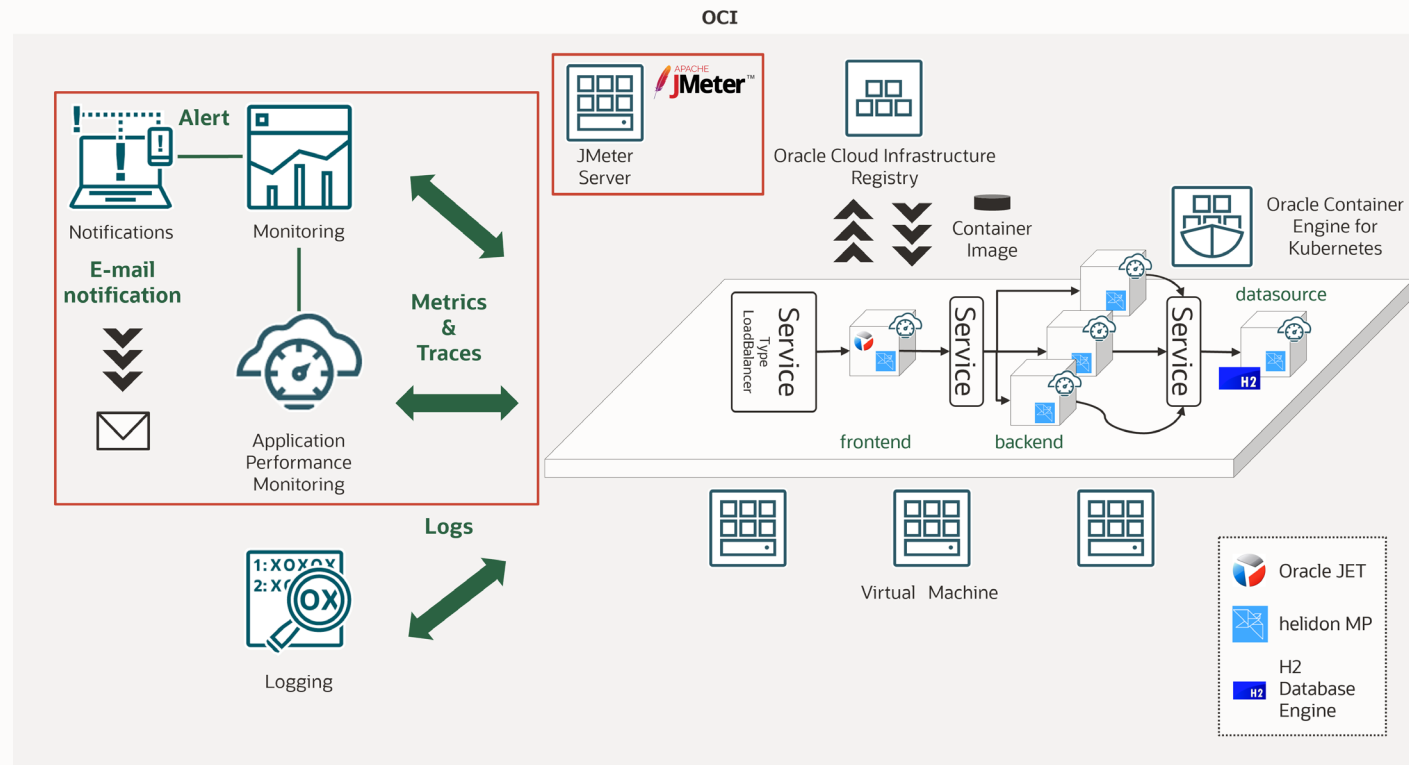 OCI
Alert
Notifications
Monitoring
E-mail
notification
Application
Performance
Monitoring
Metrics
&
Traces
Logs
1: XOXOX
2: X
OX
Logging
APACHE
JMeter™
JMeter
Server
Oracle Cloud Infrastructure
Registry
Container
Image
Oracle Container
Engine for
Kubernetes
Service
Type
LoadBalancer
Service
Service
datasource
H2
frontend
backend
Virtual Machine
Oracle JET
helidon MP
H2
H2
Database
Engine